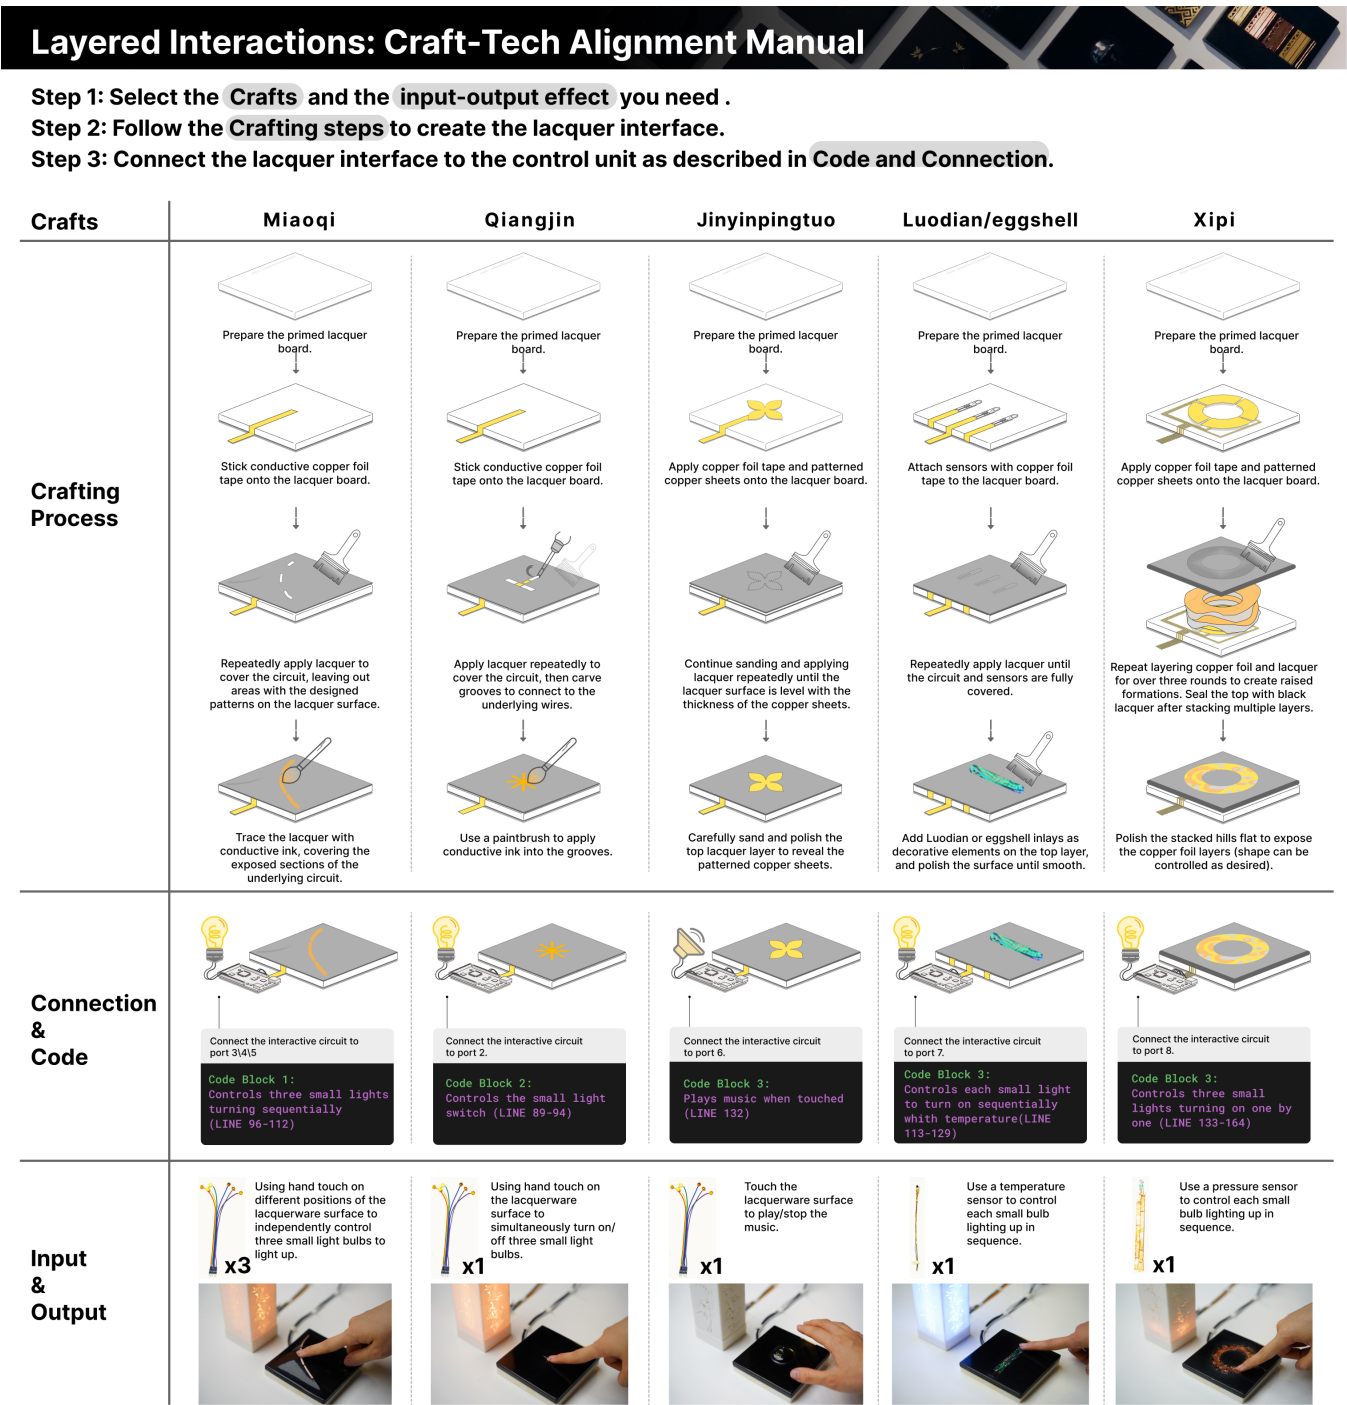 Layered Interactions: Craft-Tech Alignment Manual
Step 1: Select the Crafts and the input-output effect you need .
Step 2: Follow the Crafting steps to create the lacquer interface.
Step 3: Connect the lacquer interface to the control unit as described in Code and Connection.
Crafts
Miaoqi
Qiangjin
Jinyinpingtuo
Luodian/eggshell
Xipi
Crafting
Process
Prepare the primed lacquer
board.
Prepare the primed lacquer
board.
Prepare the primed lacquer
board.
Prepare the primed lacquer
board.
Prepare the primed lacquer
board.
Stick conductive copper foil
tape onto the lacquer board.
Stick conductive copper foil
tape onto the lacquer board.
Apply copper foil tape and patterned
copper sheets onto the lacquer board.
Attach sensors with copper foil
tape to the lacquer board.
Apply copper foil tape and patterned
copper sheets onto the lacquer board.
Repeatedly apply lacquer to
cover the circuit, leaving out
areas with the designed
patterns on the lacquer surface.
Apply lacquer repeatedly to
cover the circuit, then carve
grooves to connect to the
underlying wires.
Continue sanding and applying
lacquer repeatedly until the
lacquer surface is level with the
thickness of the copper sheets.
Repeatedly apply lacquer until
the circuit and sensors are fully
covered.
Repeat layering copper foil and lacquer
for over three rounds to create raised
formations. Seal the top with black
lacquer after stacking multiple layers.
Trace the lacquer with
conductive ink, covering the
exposed sections of the
underlying circuit.
Use a paintbrush to apply
conductive ink into the grooves.
Carefully sand and polish the
top lacquer layer to reveal the
patterned copper sheets.
Add Luodian or eggshell inlays as
decorative elements on the top layer,
and polish the surface until smooth.
Polish the stacked hills flat to expose
the copper foil layers (shape can be
controlled as desired).
Connection
&
Code
Connect the interactive circuit to
port 3\4\5
Code Block 1:
Controls three small lights
turning sequentially
(LINE 96-112)
Connect the interactive circuit
to port 2.
Code Block 2:
Controls the small light
switch (LINE 89-94)
Connect the interactive circuit
to port 6.
Code Block 3:
Plays music when touched
(LINE 132)
Connect the interactive circuit
to port 7.
Code Block 3:
Controls each small light
to turn on sequentially
whith temperature(LINE
113-129)
Connect the interactive circuit
to port 8.
Code Block 3:
Controls three small
lights turning on one by
one (LINE 133-164)
Input
&
Output
Using hand touch on
different positions of the
lacquerware surface to
independently control
three small light bulbs to
light up.
x3
Using hand touch on
the lacquerware
surface to
simultaneously turn on/
off three small light
bulbs.
x1
Touch the
lacquerware surface
to play/stop the
music.
x1
Use a temperature
sensor to control
each small bulb
lighting up in
sequence.
x1
Use a pressure sensor
to control each small
bulb lighting up in
sequence.
x1